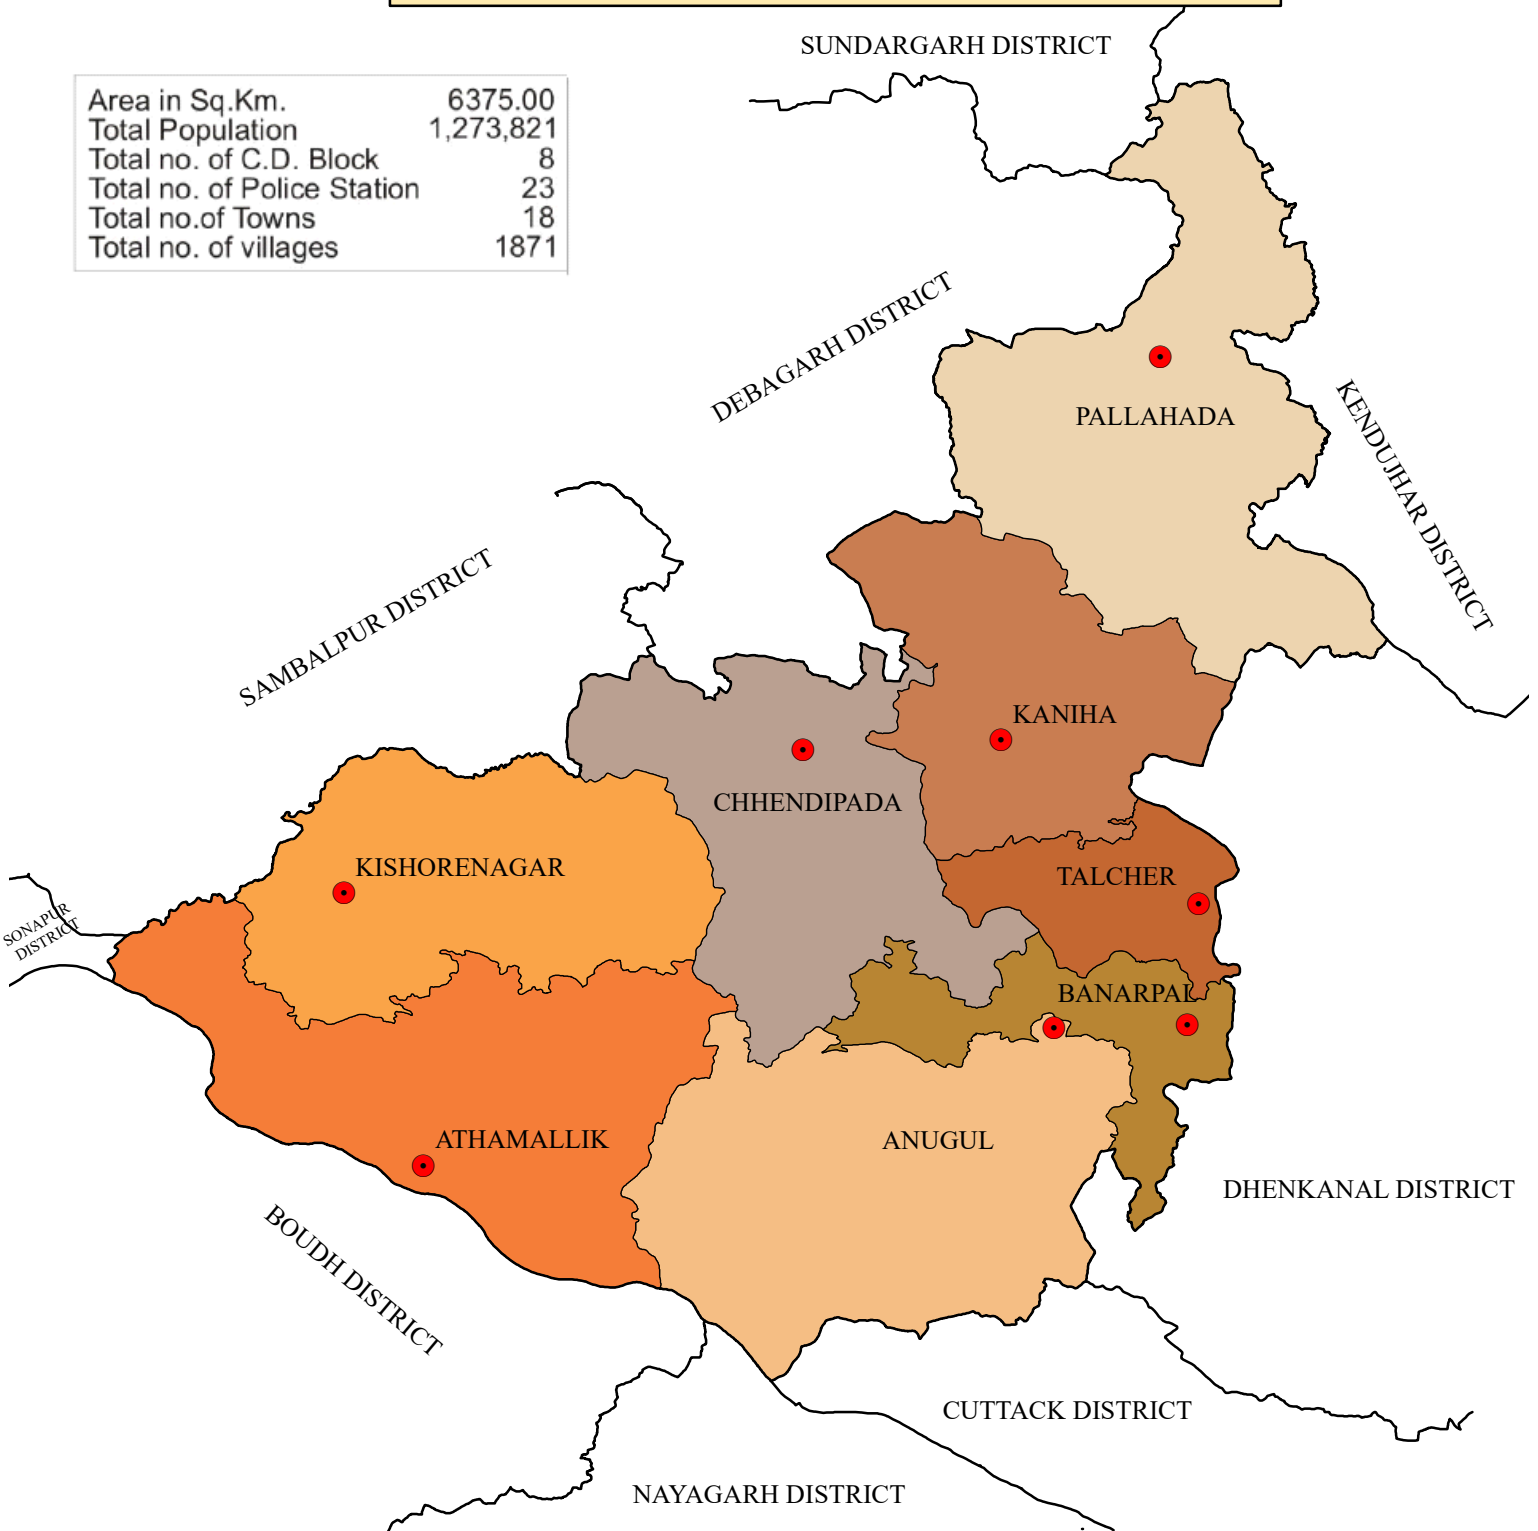 SUNDARGARH DISTRICT
Area in Sq.Km. 6375.00
Total Population 1,273,821
Total no. of C.D. Block 8
Total no. of Police Station 23
Total no.of Towns 18
Total no. of villages 1871
DEBAGARH DISTRICT
PALLAHADA
KENDUJHAR DISTRICT
SAMBALPUR DISTRICT
KANIHA
CHHENDIPADA
KISHORENAGAR
TALCHER
SONAPUR
DISTRICT
BANARPAL
ATHAMALLIK
ANUGUL
DHENKANAL DISTRICT
BOUDH DISTRICT
CUTTACK DISTRICT
NAYAGARH DISTRICT